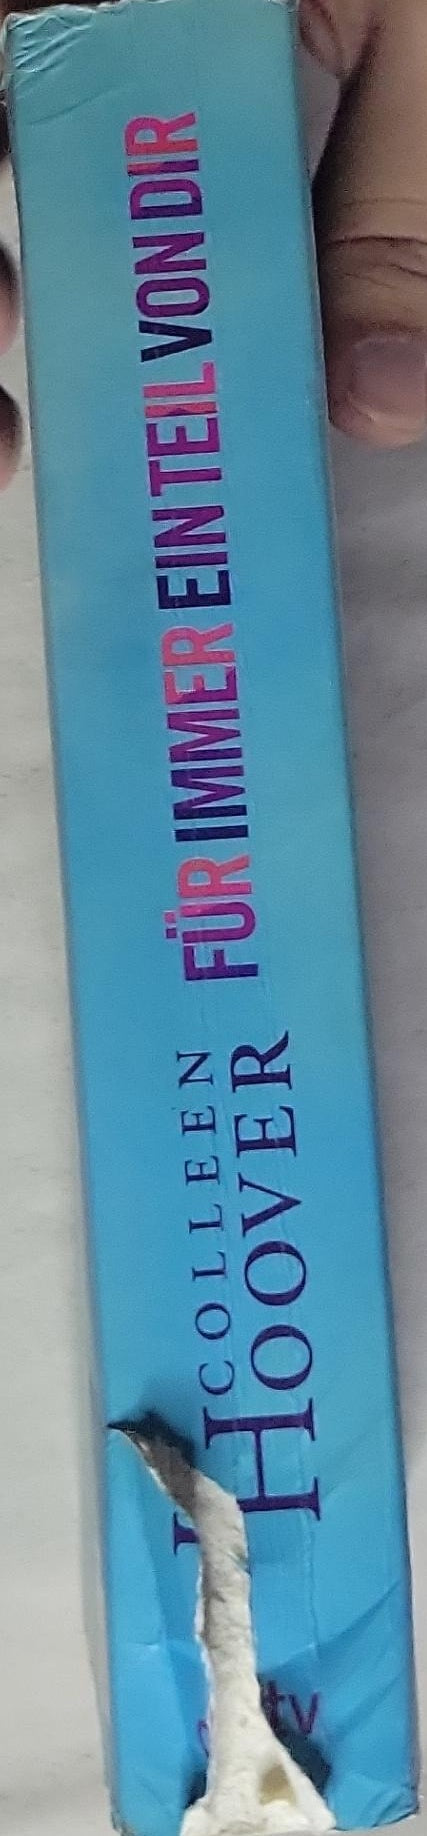 COLLEEN
HOOVER
FÜR IMMER EIN TEIL VON DIR